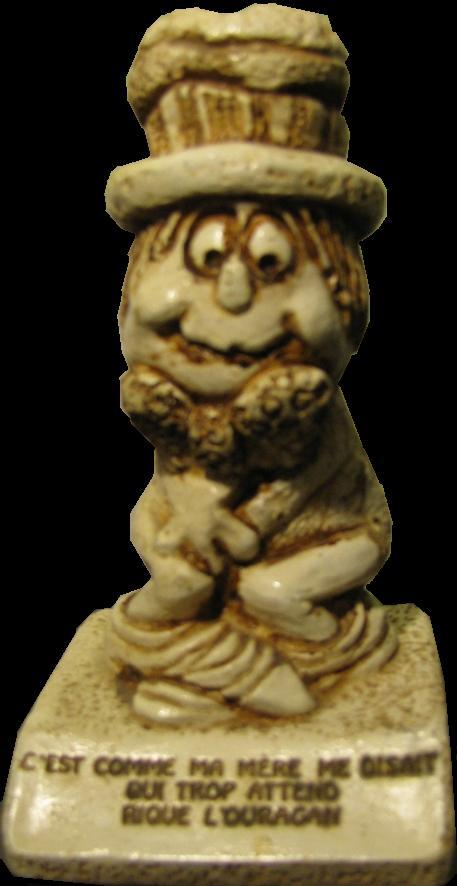 C'EST COMME MA MÈRE ME DISAIT
QUI TROP ATTEND
RIQUE L'OURAGAN